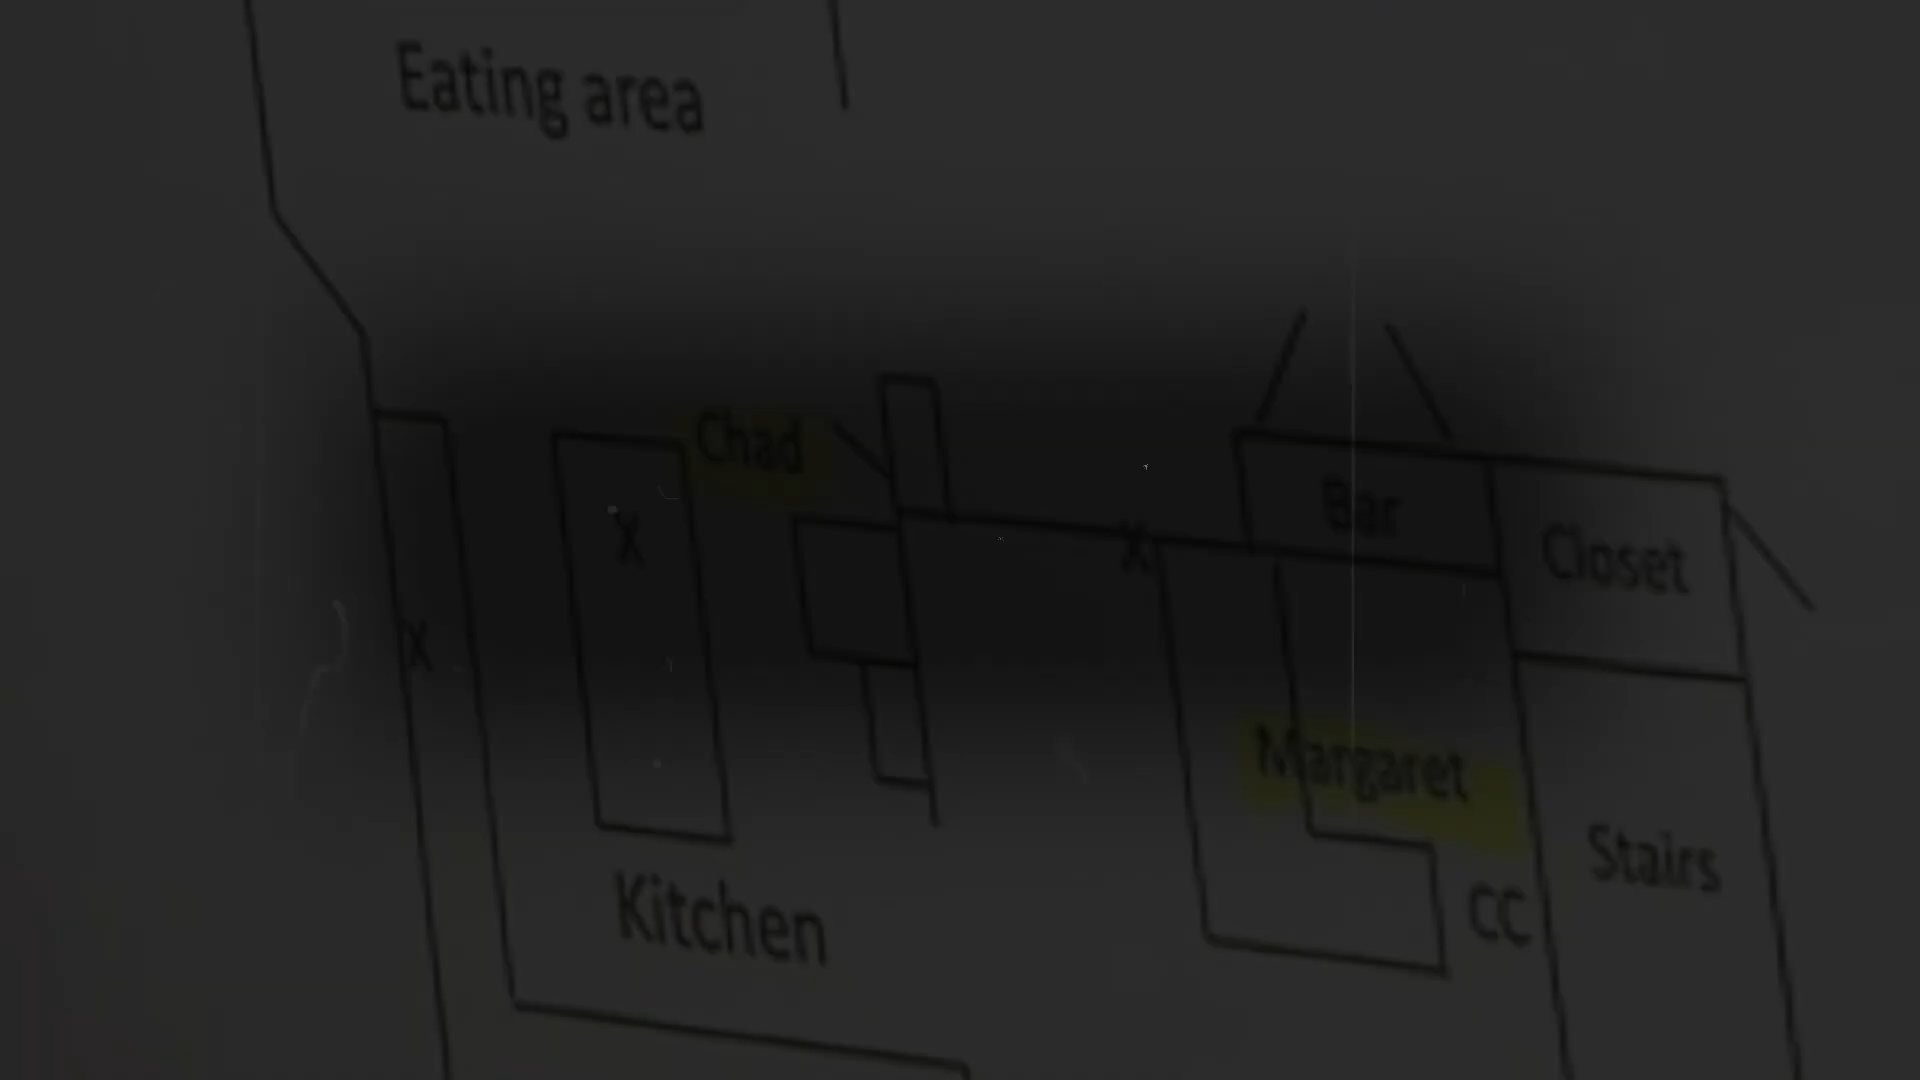 Eating area
Chad
X
Bar
X
Closet
X
Margaret
Stairs
Kitchen
CC